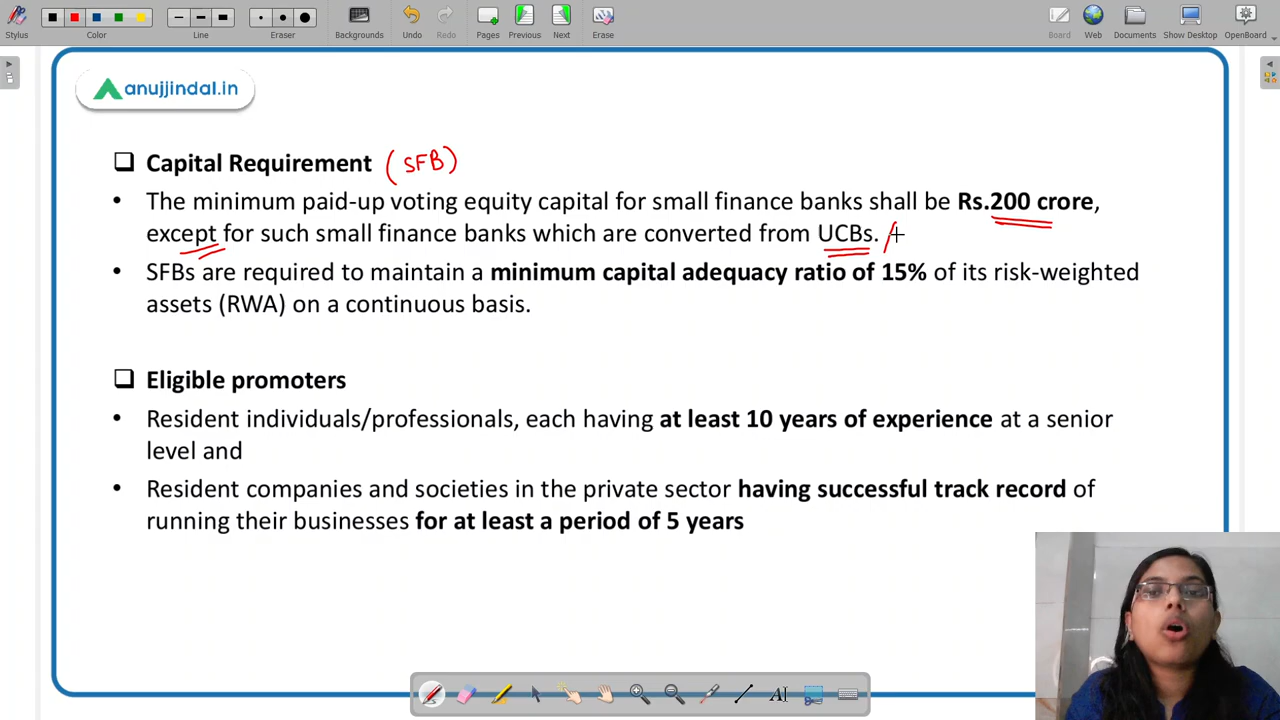 Stylus
Color
Line
Eraser
Backgrounds
Undo
Redo
Pages
Previous
Next
Erase
Board
Web
Documents
Show Desktop
OpenBoard
anujjindal.in
❑ Capital Requirement (SFB)
• The minimum paid-up voting equity capital for small finance banks shall be Rs.200 crore,
except for such small finance banks which are converted from UCBs.
• SFBs are required to maintain a minimum capital adequacy ratio of 15% of its risk-weighted
assets (RWA) on a continuous basis.
❑ Eligible promoters
• Resident individuals/professionals, each having at least 10 years of experience at a senior
level and
• Resident companies and societies in the private sector having successful track record of
running their businesses for at least a period of 5 years
AI